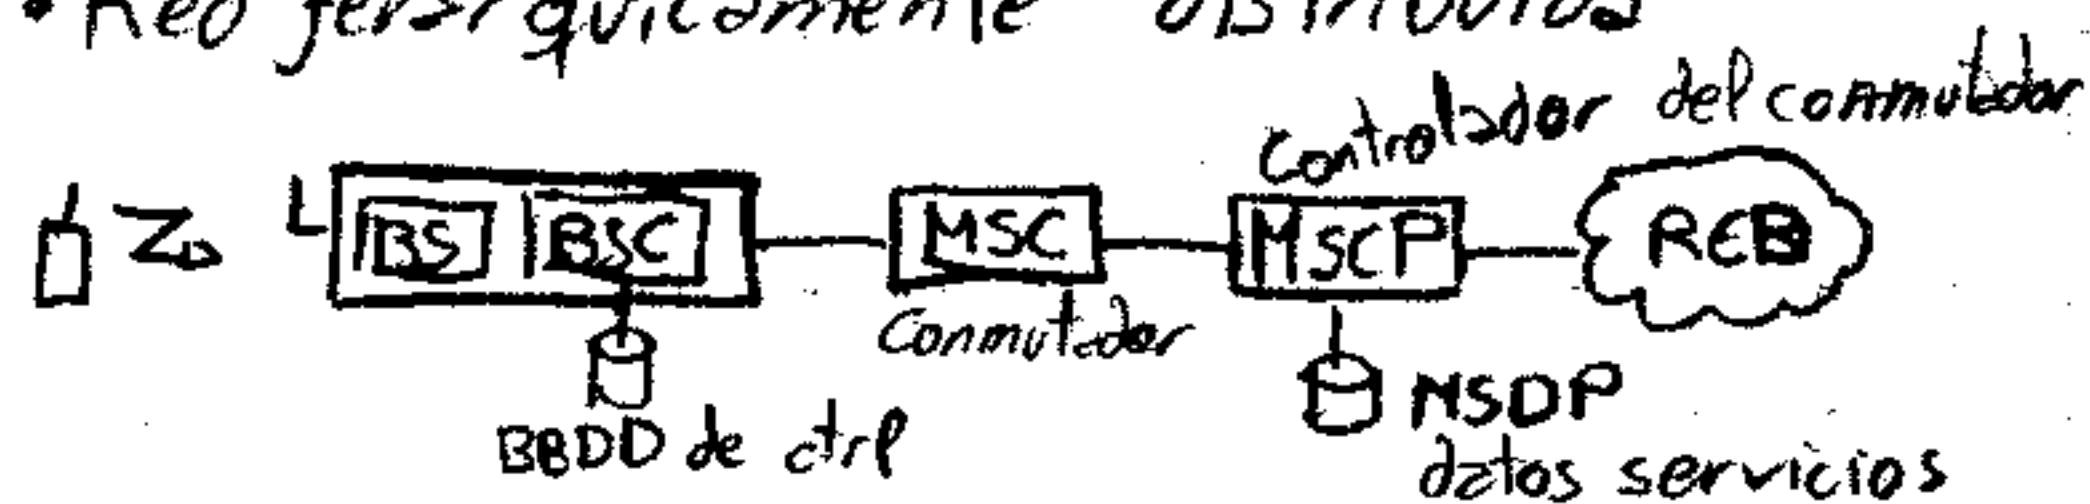 • Red jerárquicamente distribuida
Controlador del conmutador
BS BSC MSC MSCP REB
Conmutador
MSDP
BBDD de ctrl
datos servicios